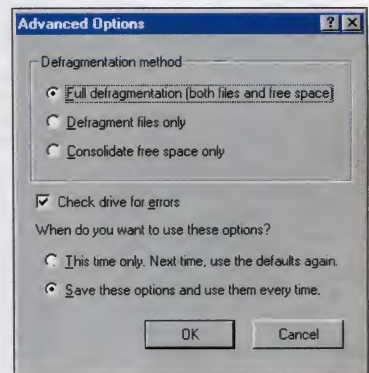 Advanced Options
Defragmentation method
Full defragmentation (both files and free space)
Defragment files only
Consolidate free space only
Check drive for errors
When do you want to use these options?
This time only. Next time, use the defaults again.
Save these options and use them every time.
OK
Cancel